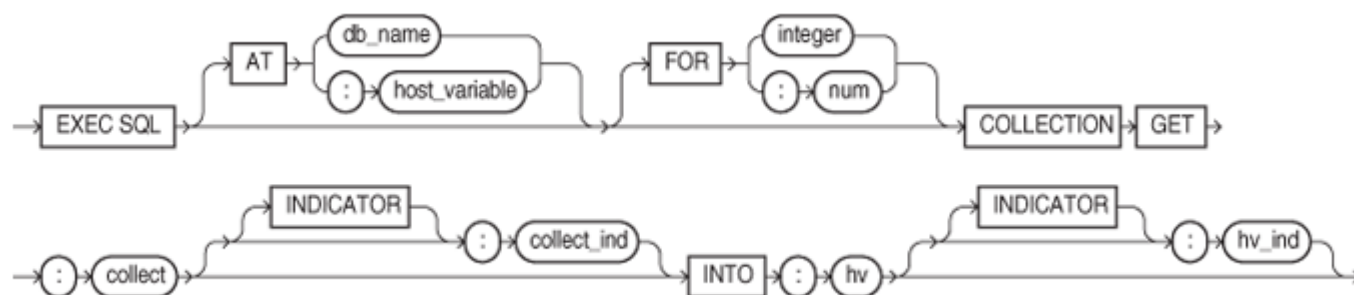 AT db_name FOR integer
: host_variable : num
EXEC SQL COLLECTION GET
INDICATOR INDICATOR
: collect_ind : hv_ind
: collect INTO : hv